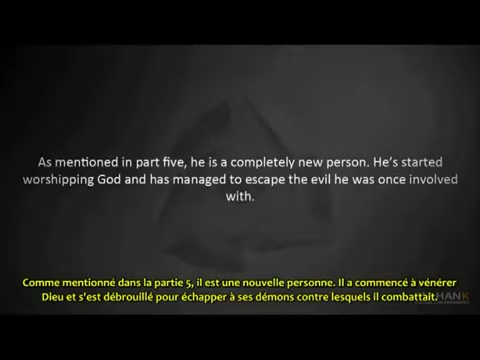 As mentioned in part five, he is a completely new person. He's started
worshipping God and has managed to escape the evil he was once involved
with.
Comme mentionné dans la partie 5, il est une nouvelle personne. Il a commencé à vénérer
Dieu et s'est débrouillé pour échapper à ses démons contre lesquels il combattait.